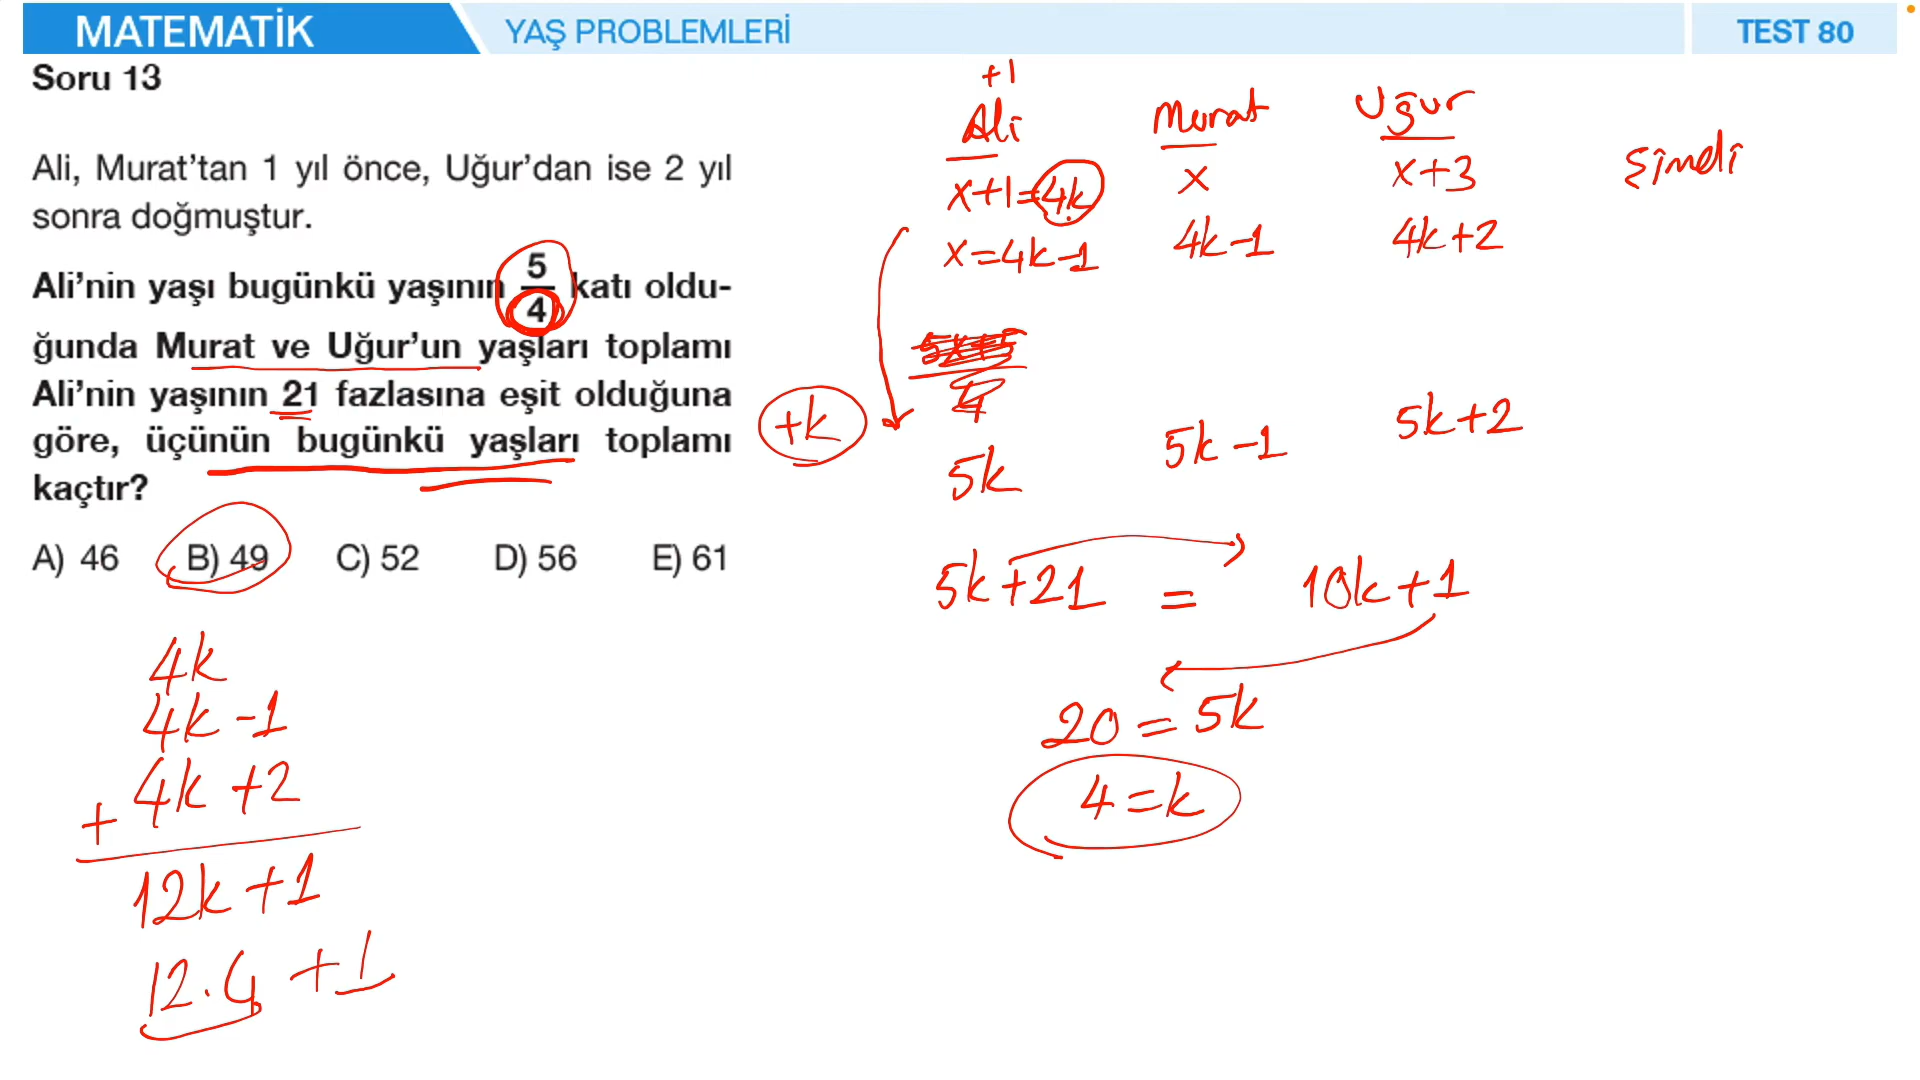 MATEMATİK
YAŞ PROBLEMLERİ
TEST 80
Soru 13
Ali, Murat’tan 1 yıl önce, Uğur’dan ise 2 yıl
sonra doğmuştur.
Ali’nin yaşı bugünkü yaşının 5/4 katı oldu-
ğunda Murat ve Uğur’un yaşları toplamı
Ali’nin yaşının 21 fazlasına eşit olduğuna
göre, üçünün bugünkü yaşları toplamı
kaçtır?
A) 46 B) 49 C) 52 D) 56 E) 61
4k
4k -1
+ 4k +2
12k +1
12.4 +1
+1
Ali Murat Uğur
x+1=4k x x+3 şimdi
x=4k-1 4k-1 4k+2
+k
5k 5k-1 5k+2
5k+21 = 10k+1
20=5k
4=k